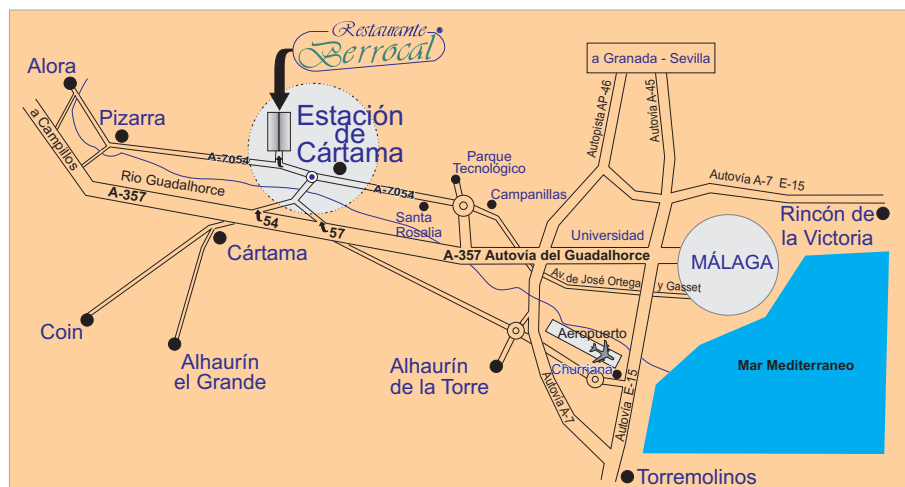 Restaurante
Berrocal
a Granada - Sevilla
Alora
Pizarra
a Campillos
Estación
de
Cártama
A-7054
A-7054
Rio Guadalhorce
A-357
54
57
Parque
Tecnológico
Campanillas
Santa
Rosalia
Autopista AP-46
Autovia A-45
Autovía A-7 E-15
Rincón de
la Victoria
Universidad
MÁLAGA
A-357 Autovía del Guadalhorce
Av. de José Ortega y Gasset
Cártama
Coin
Alhaurín
el Grande
Alhaurín
de la Torre
Aeropuerto
Churriana
Autovía A-7
Autovía E-15
Mar Mediterraneo
Torremolinos